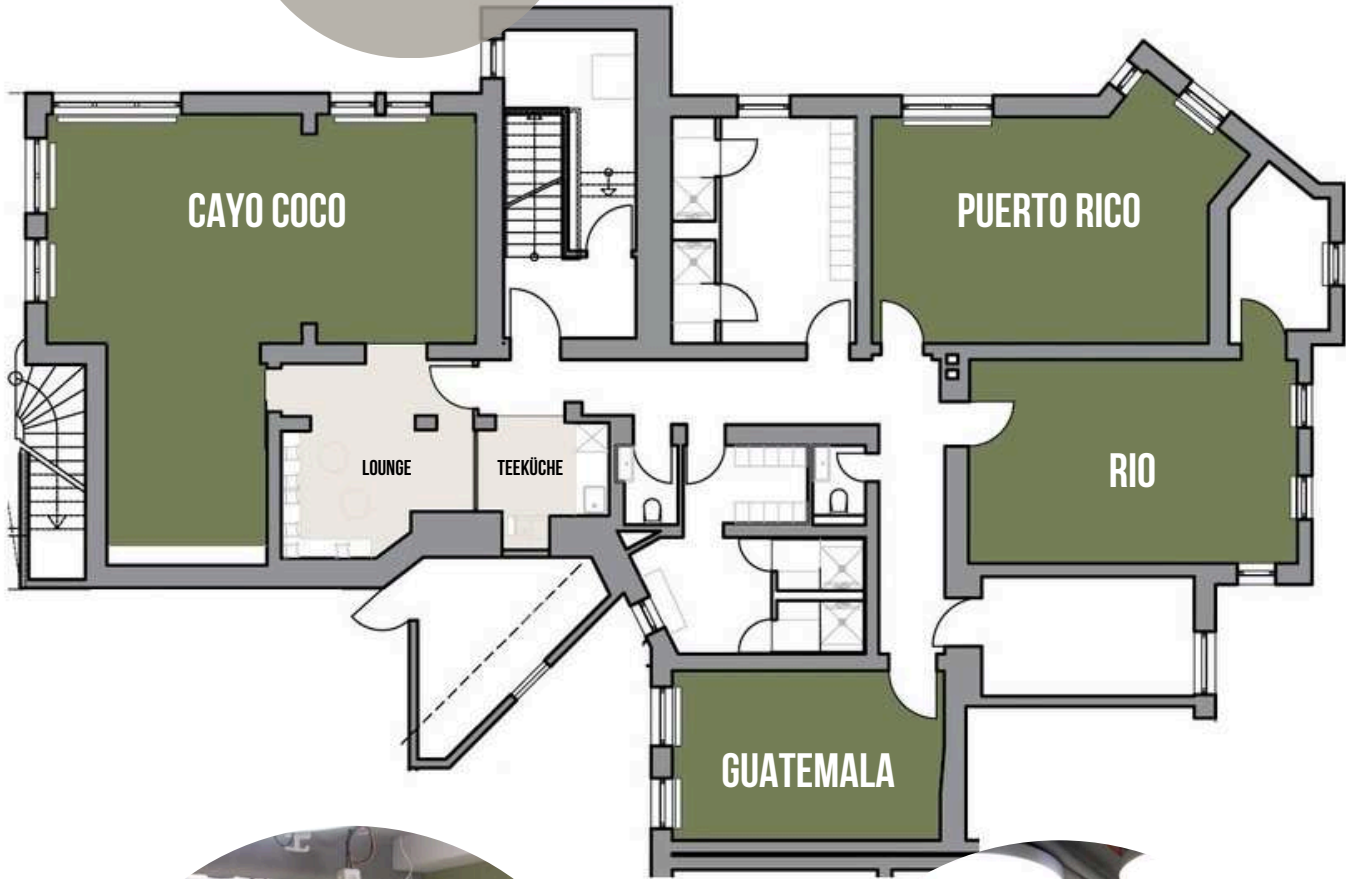 CAYO COCO
PUERTO RICO
LOUNGE
TEEKÜCHE
RIO
GUATEMALA